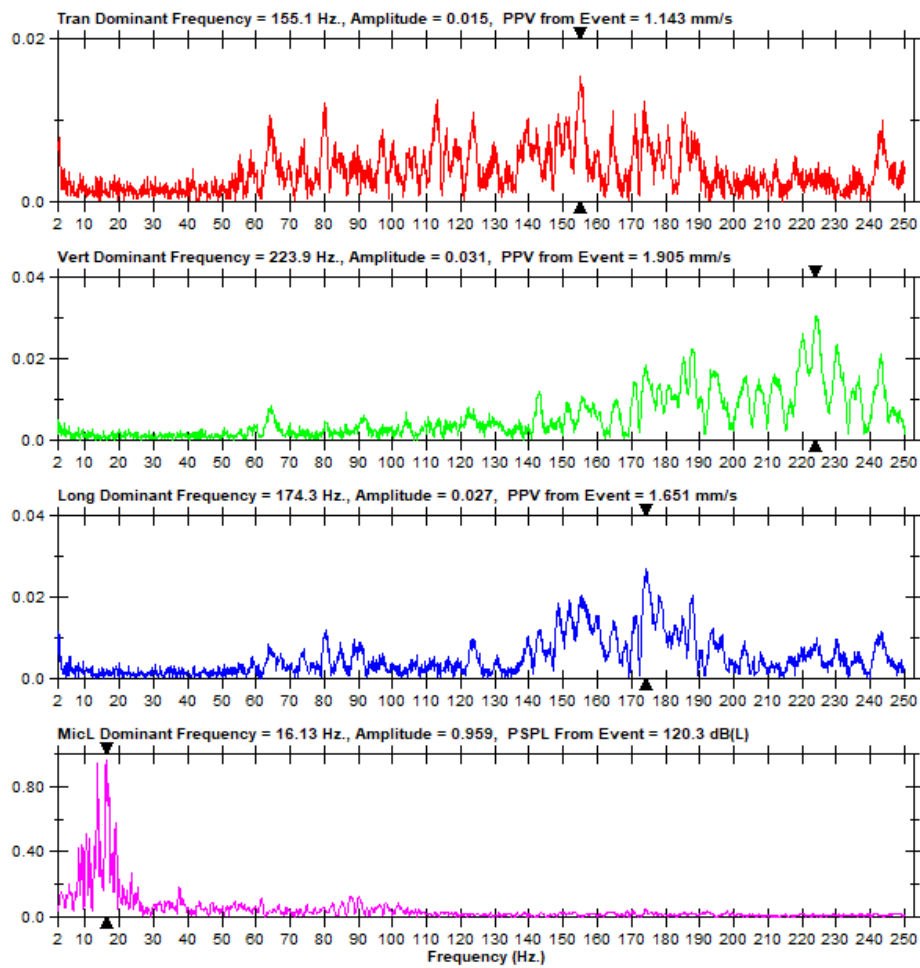 Tran Dominant Frequency = 155.1 Hz., Amplitude = 0.015, PPV from Event = 1.143 mm/s
0.02
0.0
2 10 20 30 40 50 60 70 80 90 100 110 120 130 140 150 160 170 180 190 200 210 220 230 240 250
Vert Dominant Frequency = 223.9 Hz., Amplitude = 0.031, PPV from Event = 1.905 mm/s
0.04
0.02
0.0
2 10 20 30 40 50 60 70 80 90 100 110 120 130 140 150 160 170 180 190 200 210 220 230 240 250
Long Dominant Frequency = 174.3 Hz., Amplitude = 0.027, PPV from Event = 1.651 mm/s
0.04
0.02
0.0
2 10 20 30 40 50 60 70 80 90 100 110 120 130 140 150 160 170 180 190 200 210 220 230 240 250
MicL Dominant Frequency = 16.13 Hz., Amplitude = 0.959, PSPL From Event = 120.3 dB(L)
0.80
0.40
0.0
2 10 20 30 40 50 60 70 80 90 100 110 120 130 140 150 160 170 180 190 200 210 220 230 240 250
Frequency (Hz.)